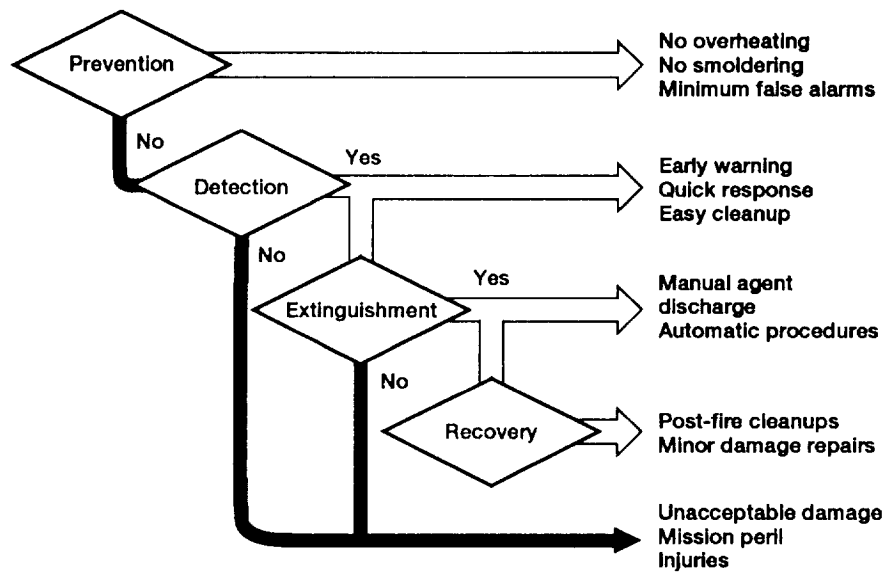 Prevention
No overheating
No smoldering
Minimum false alarms
No
Detection
Yes
Early warning
Quick response
Easy cleanup
No
Extinguishment
Yes
Manual agent
discharge
Automatic procedures
No
Recovery
Post-fire cleanups
Minor damage repairs
Unacceptable damage
Mission peril
Injuries